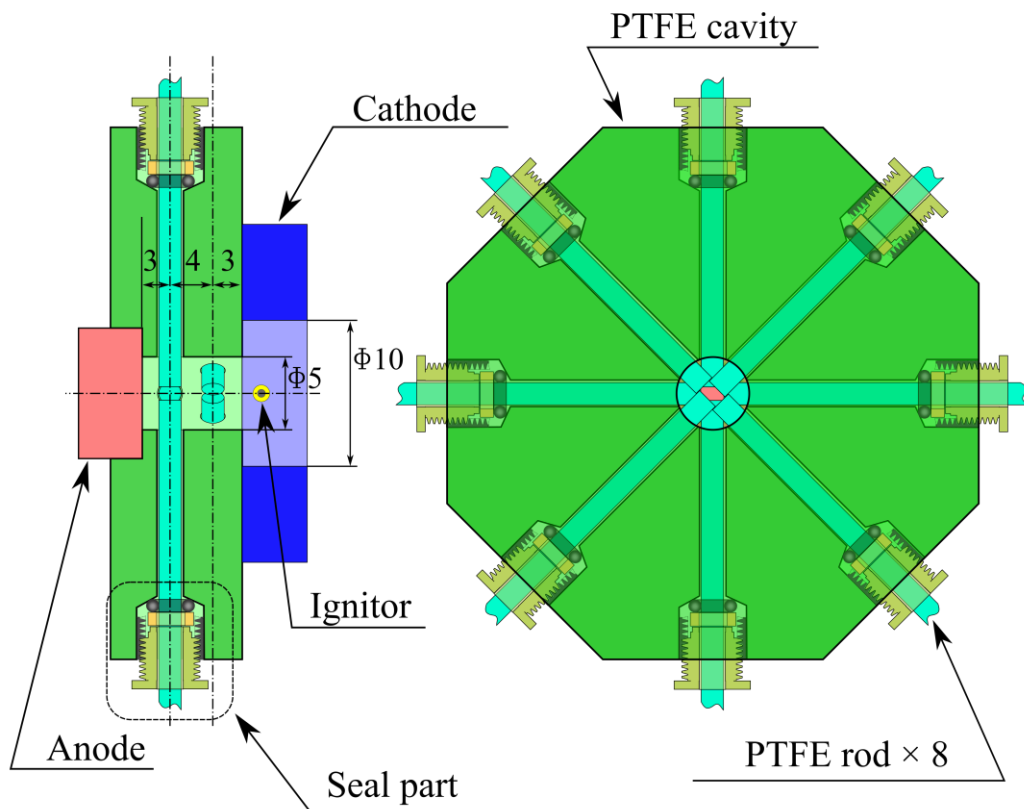 PTFE cavity
Cathode
3 4 3
Φ10
Φ5
Ignitor
Anode
Seal part
PTFE rod × 8